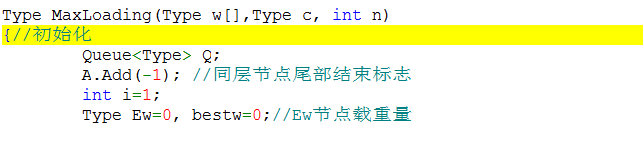 Type MaxLoading(Type w[],Type c, int n)
{//初始化
Queue<Type> Q;
A.Add(-1); //同层节点尾部结束标志
int i=1;
Type Ew=0, bestw=0;//Ew节点载重量